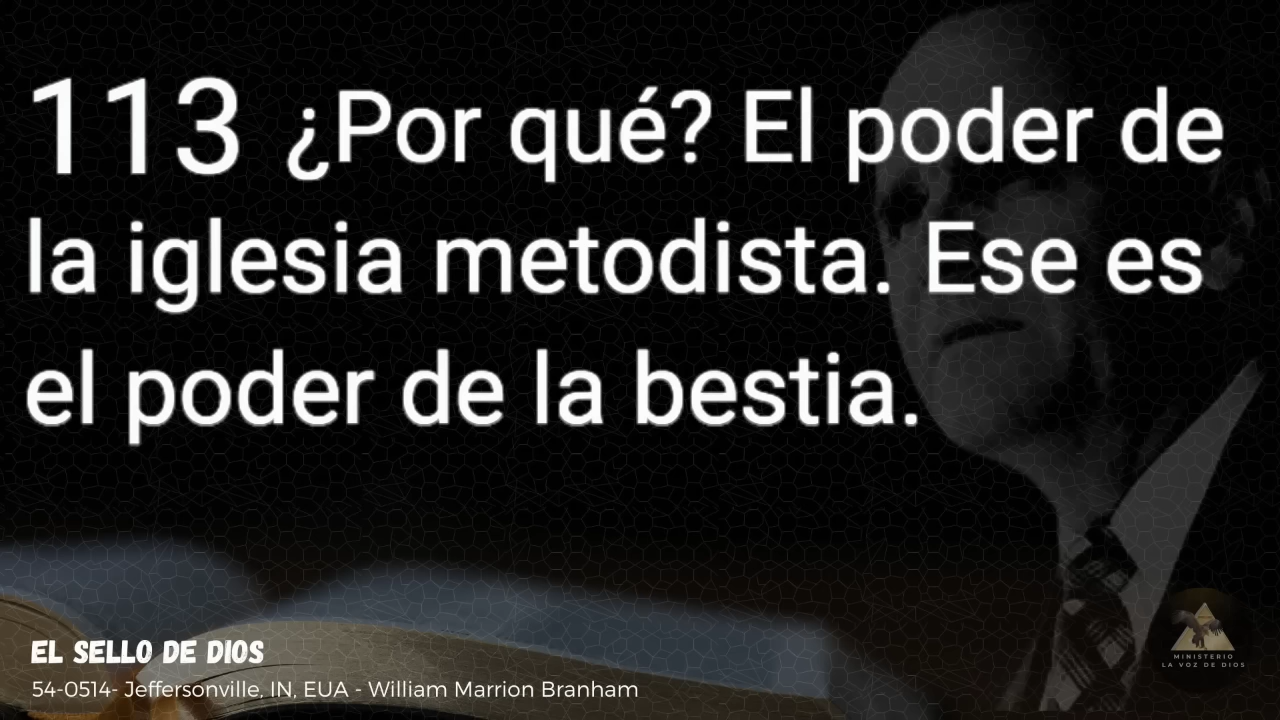 113 ¿Por qué? El poder de
la iglesia metodista. Ese es
el poder de la bestia.
EL SELLO DE DIOS
54-0514- Jeffersonville, IN, EUA - William Marrion Branham
MINISTERIO
LA VOZ DE DIOS